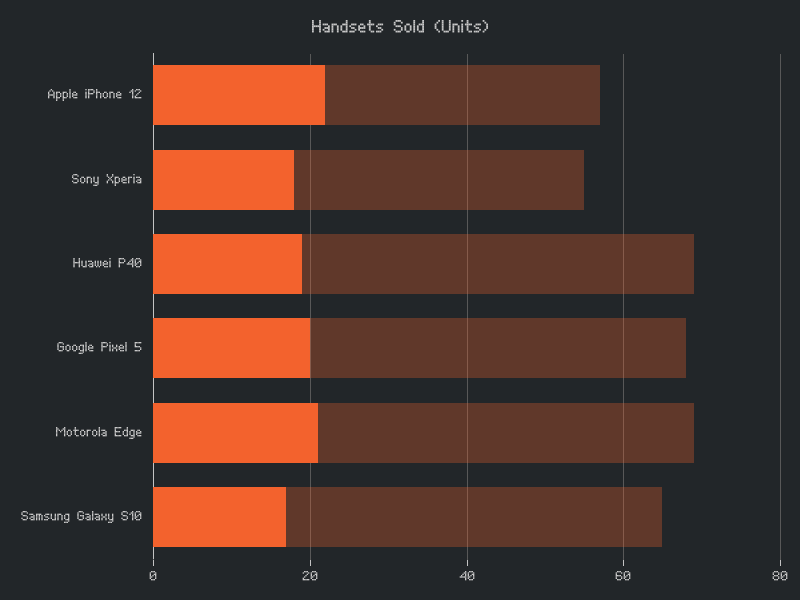 Handsets Sold (Units)
Apple iPhone 12
Sony Xperia
Huawei P40
Google Pixel 5
Motorola Edge
Samsung Galaxy S10
0 20 40 60 80